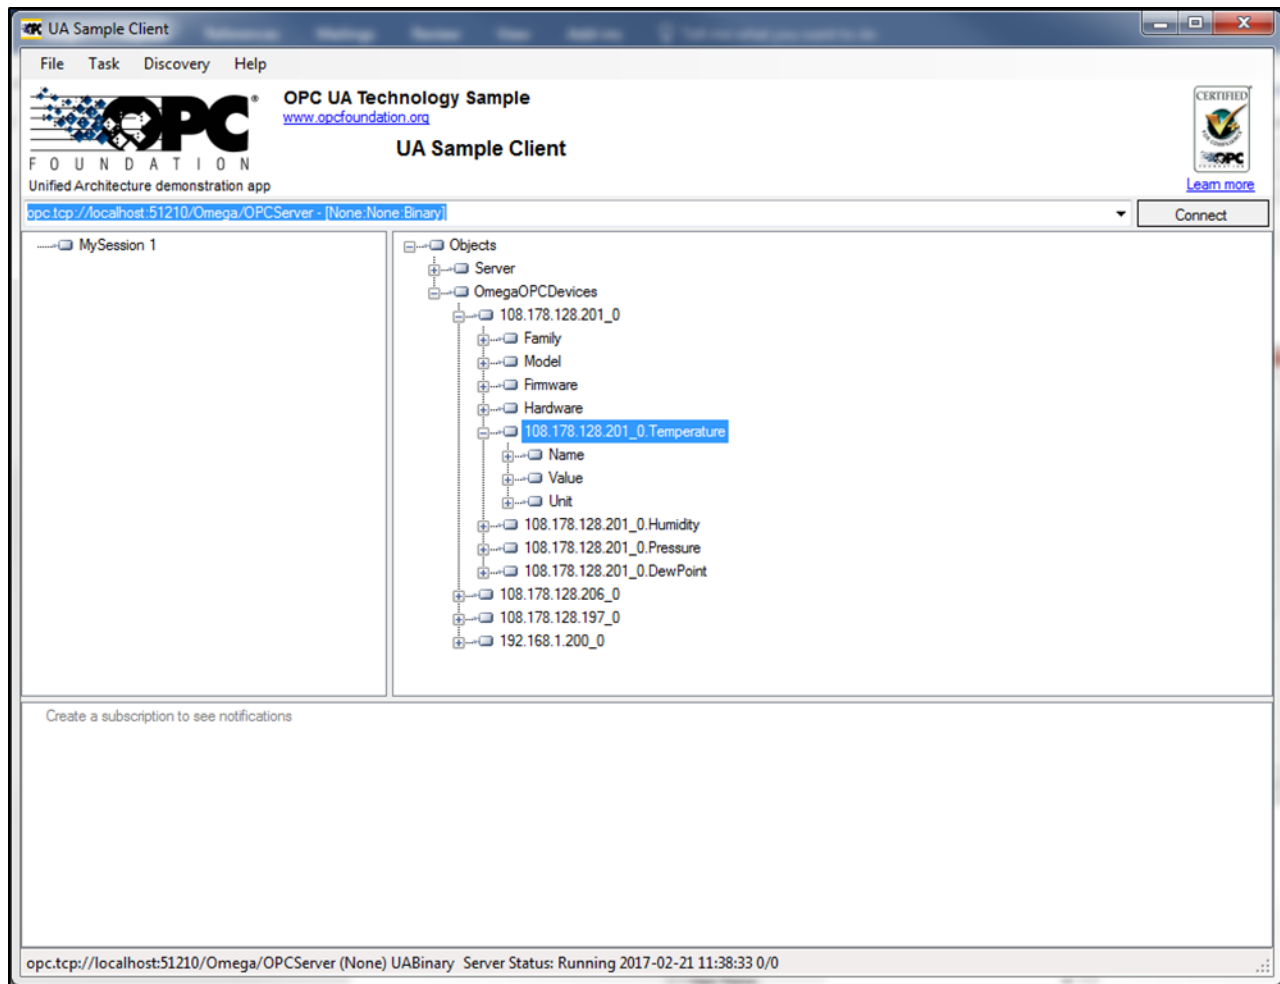 UA Sample Client
File Task Discovery Help
OPC
FOUNDATION
Unified Architecture demonstration app
OPC UA Technology Sample
www.opcfoundation.org
UA Sample Client
CERTIFIED
OPC
Learn more
opc.tcp://localhost:51210/Omega/OPCServer - [None:None:Binary]
Connect
MySession 1
Objects
Server
OmegaOPCDevices
108.178.128.201_0
Family
Model
Firmware
Hardware
108.178.128.201_0.Temperature
Name
Value
Unit
108.178.128.201_0.Humidity
108.178.128.201_0.Pressure
108.178.128.201_0.DewPoint
108.178.128.206_0
108.178.128.197_0
192.168.1.200_0
Create a subscription to see notifications
opc.tcp://localhost:51210/Omega/OPCServer (None) UABinary Server Status: Running 2017-02-21 11:38:33 0/0